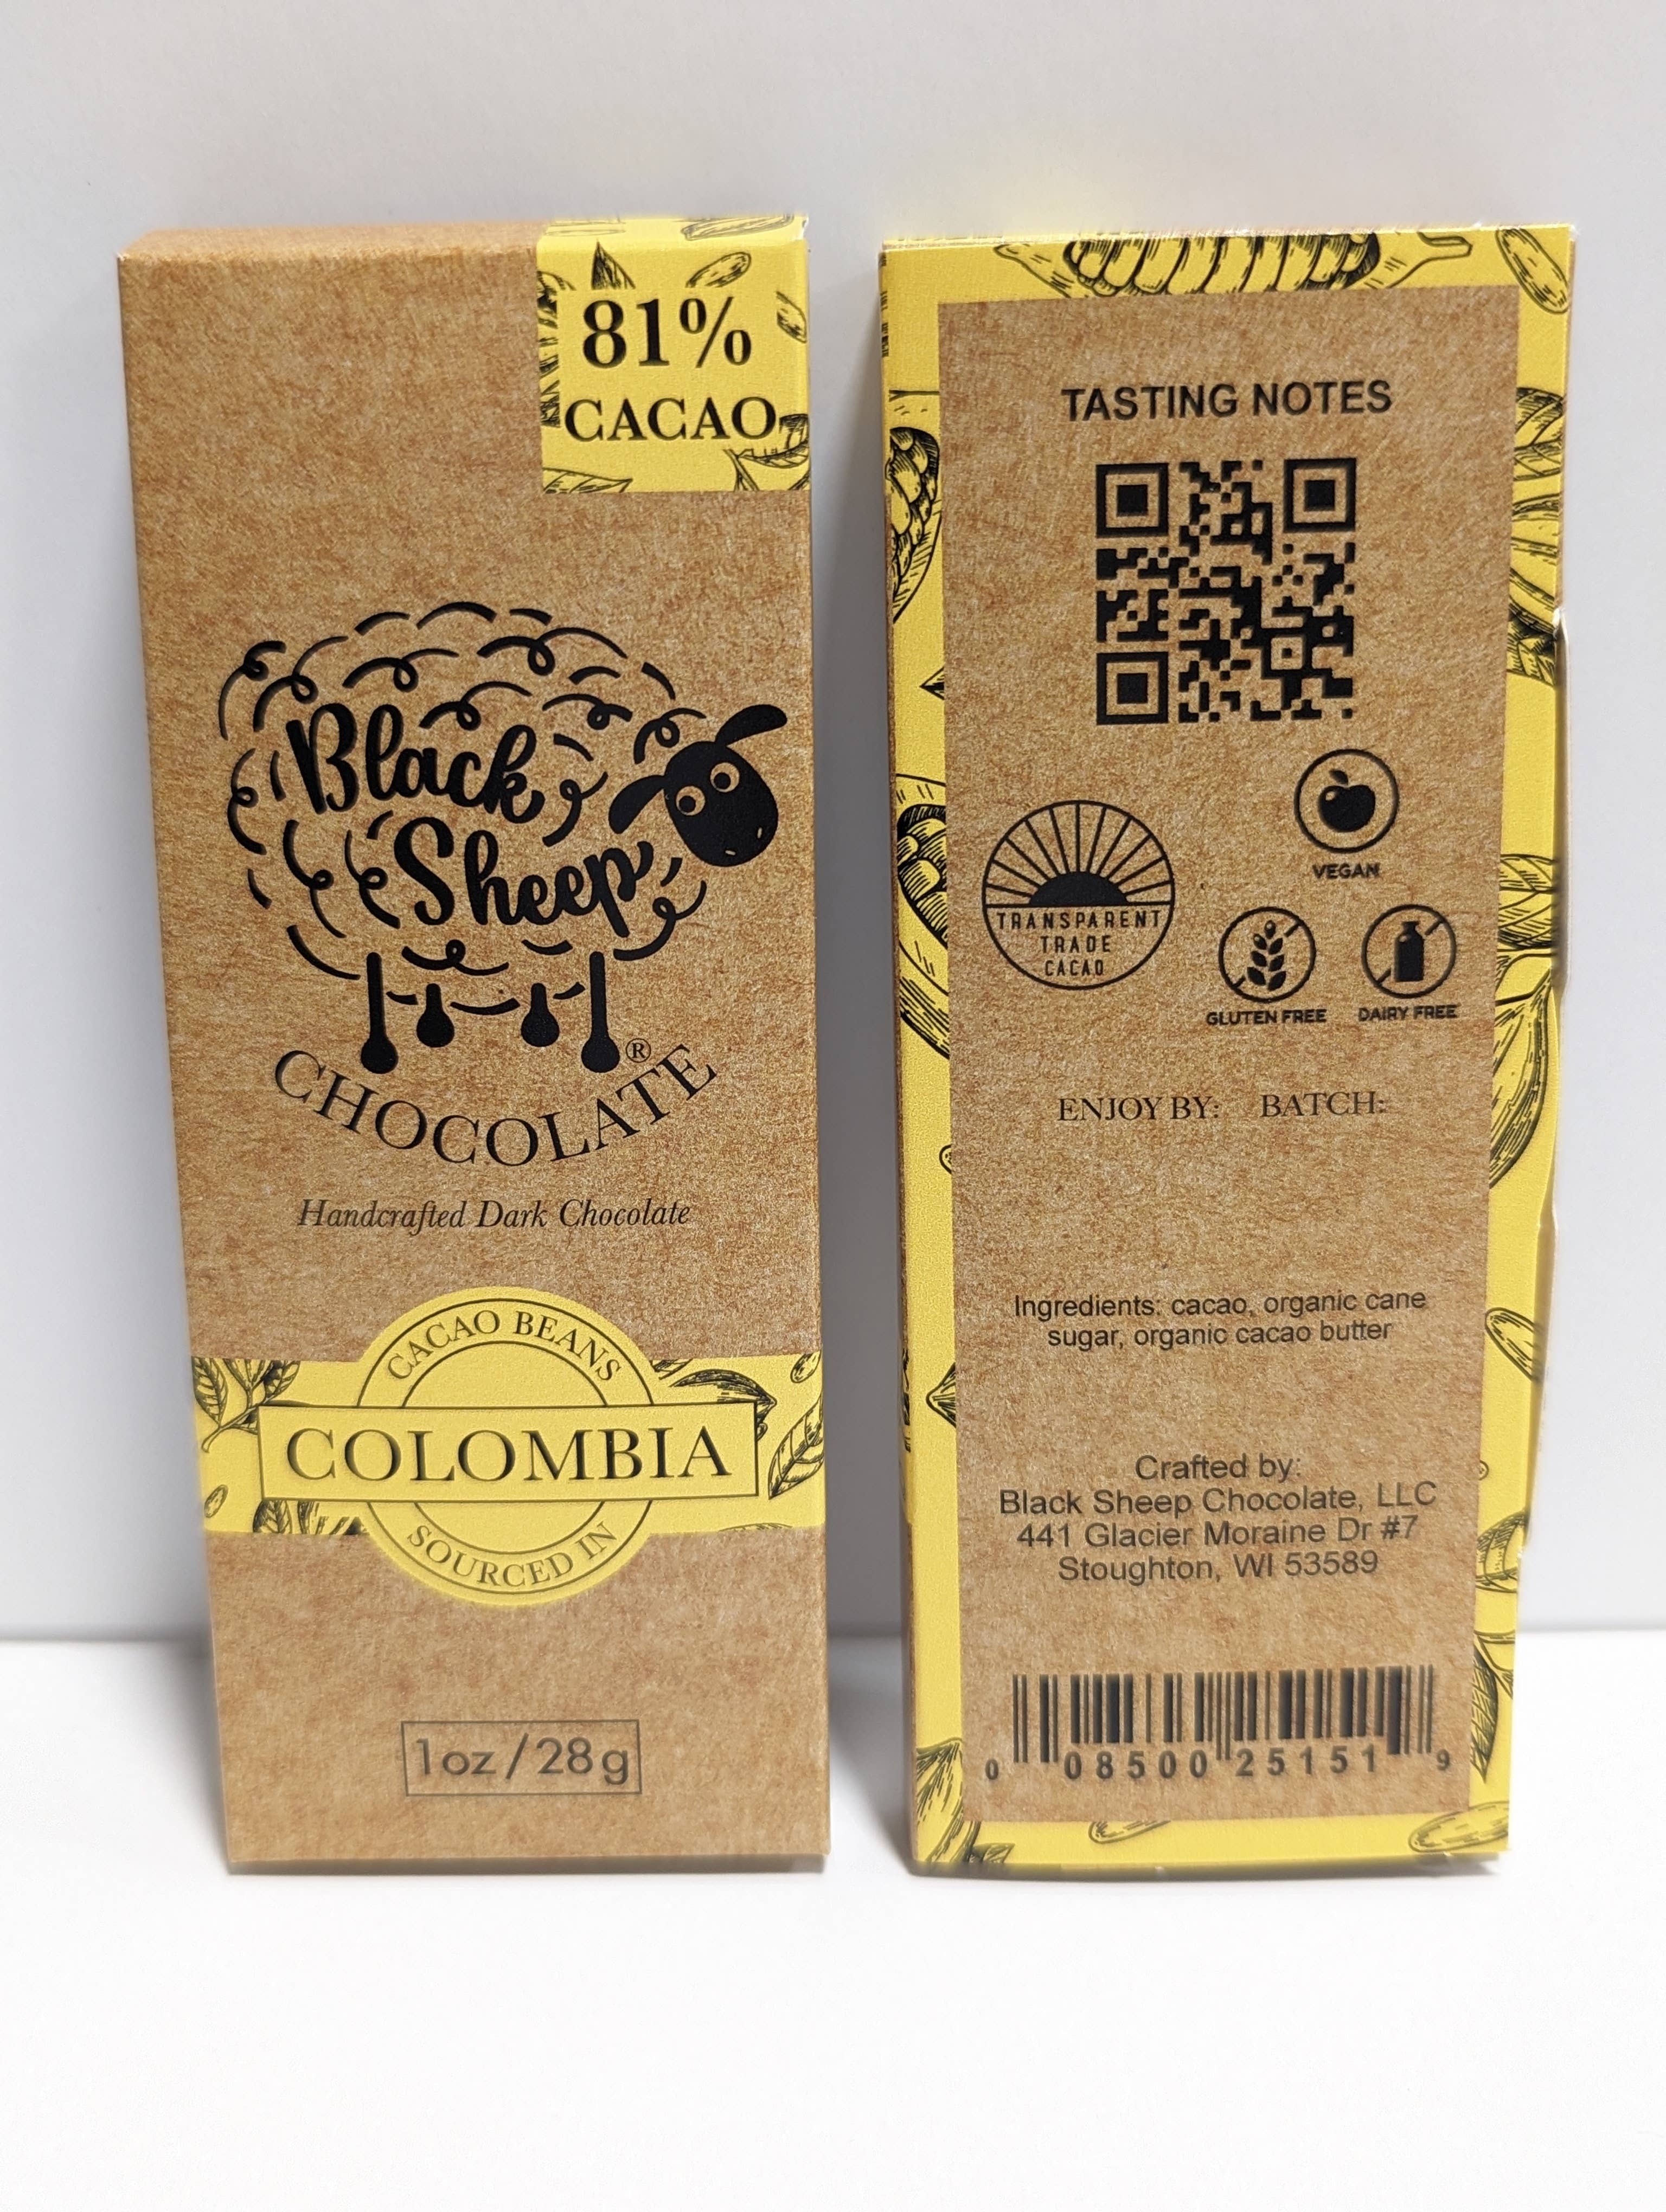 81%
CACAO
Black
Sheep
®
CHOCOLATE
Handcrafted Dark Chocolate
CACAO BEANS
COLOMBIA
SOURCED IN
1oz/28g
TASTING NOTES
VEGAN
TRANSPARENT
TRADE
CACAO
GLUTEN FREE DAIRY FREE
ENJOY BY: BATCH:
Ingredients: cacao, organic cane
sugar, organic cacao butter
Crafted by:
Black Sheep Chocolate, LLC
441 Glacier Moraine Dr #7
Stoughton, WI 53589
0 08500 25151 9